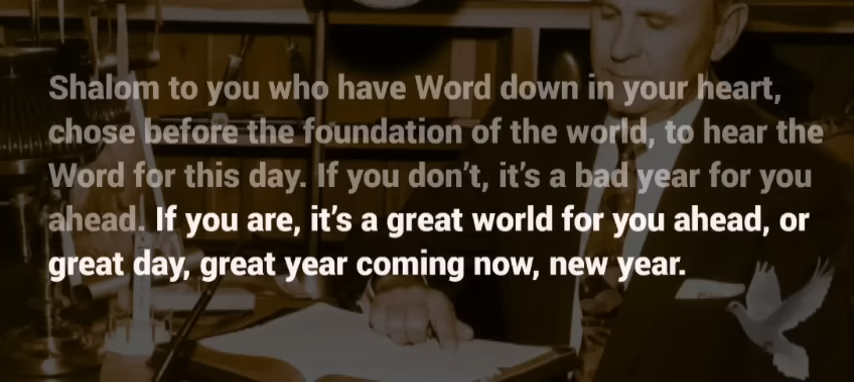 Shalom to you who have Word down in your heart,
chose before the foundation of the world, to hear the
Word for this day. If you don't, it's a bad year for you
ahead. If you are, it's a great world for you ahead, or
great day, great year coming now, new year.